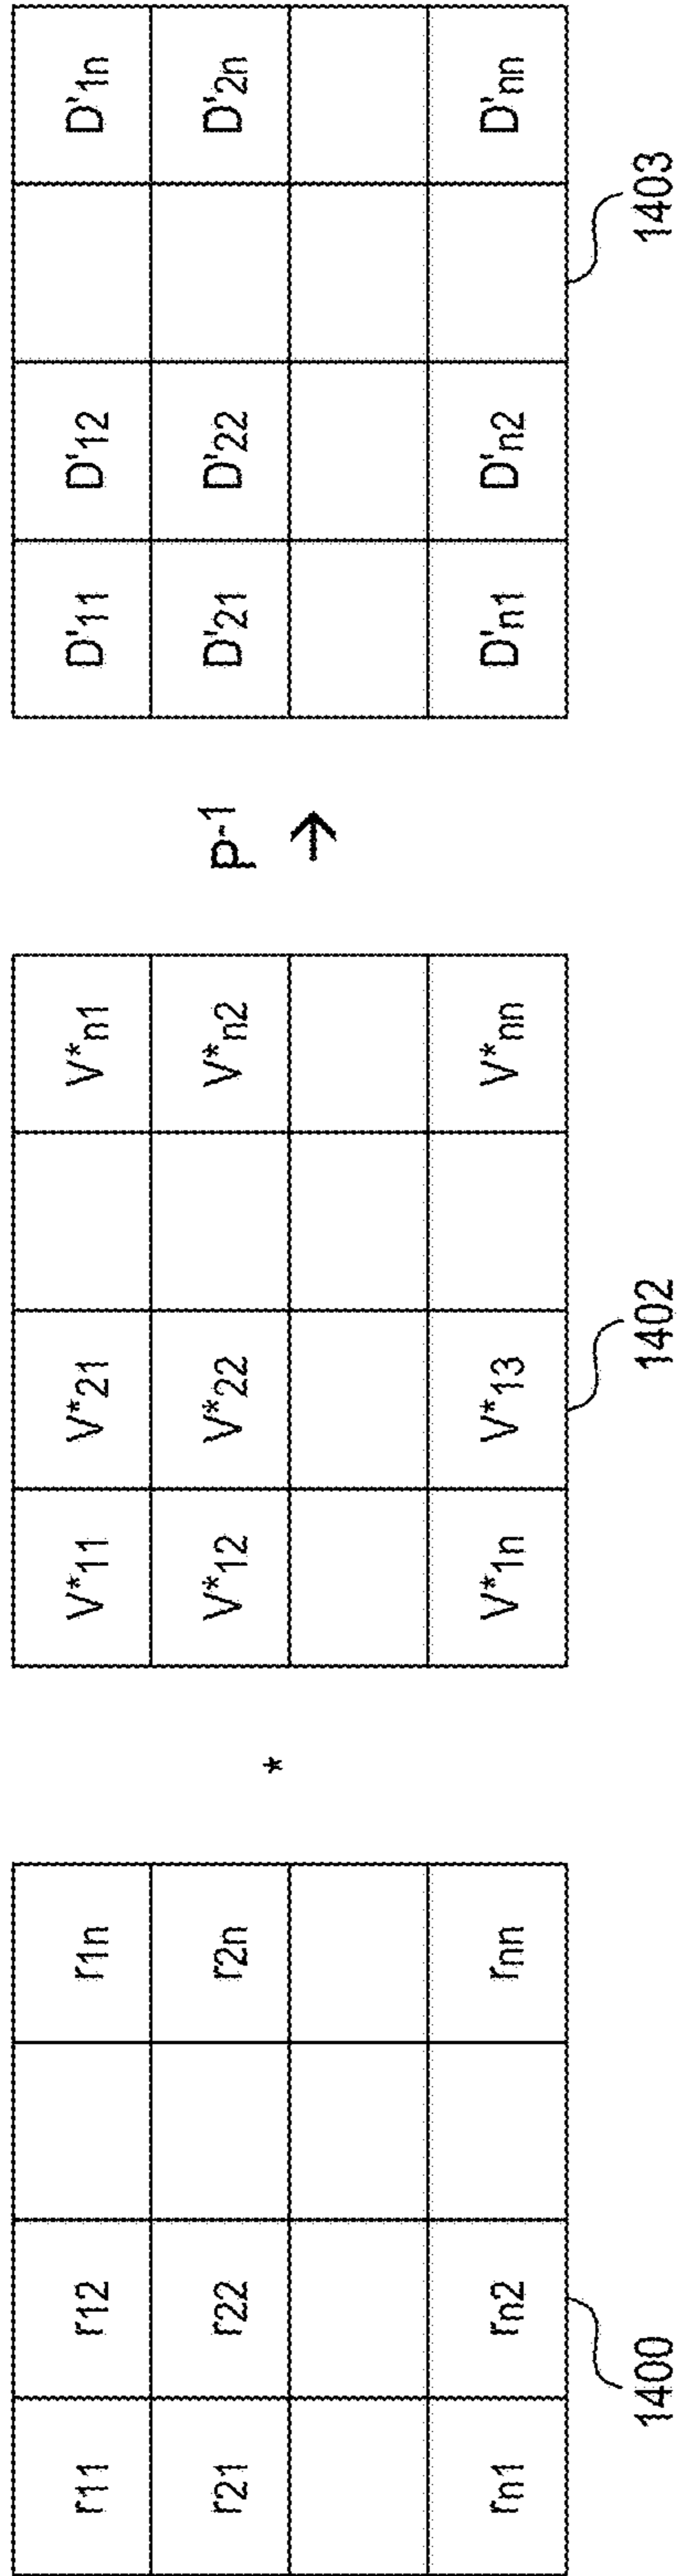 r11 r12 r1n
r21 r22 r2n
rn1 rn2 rnn
1400
*
V*11 V*21 V*n1
V*12 V*22 V*n2
V*1n V*13 V*nn
1402
P-1
→
D'11 D'12 D'1n
D'21 D'22 D'2n
D'n1 D'n2 D'nn
1403